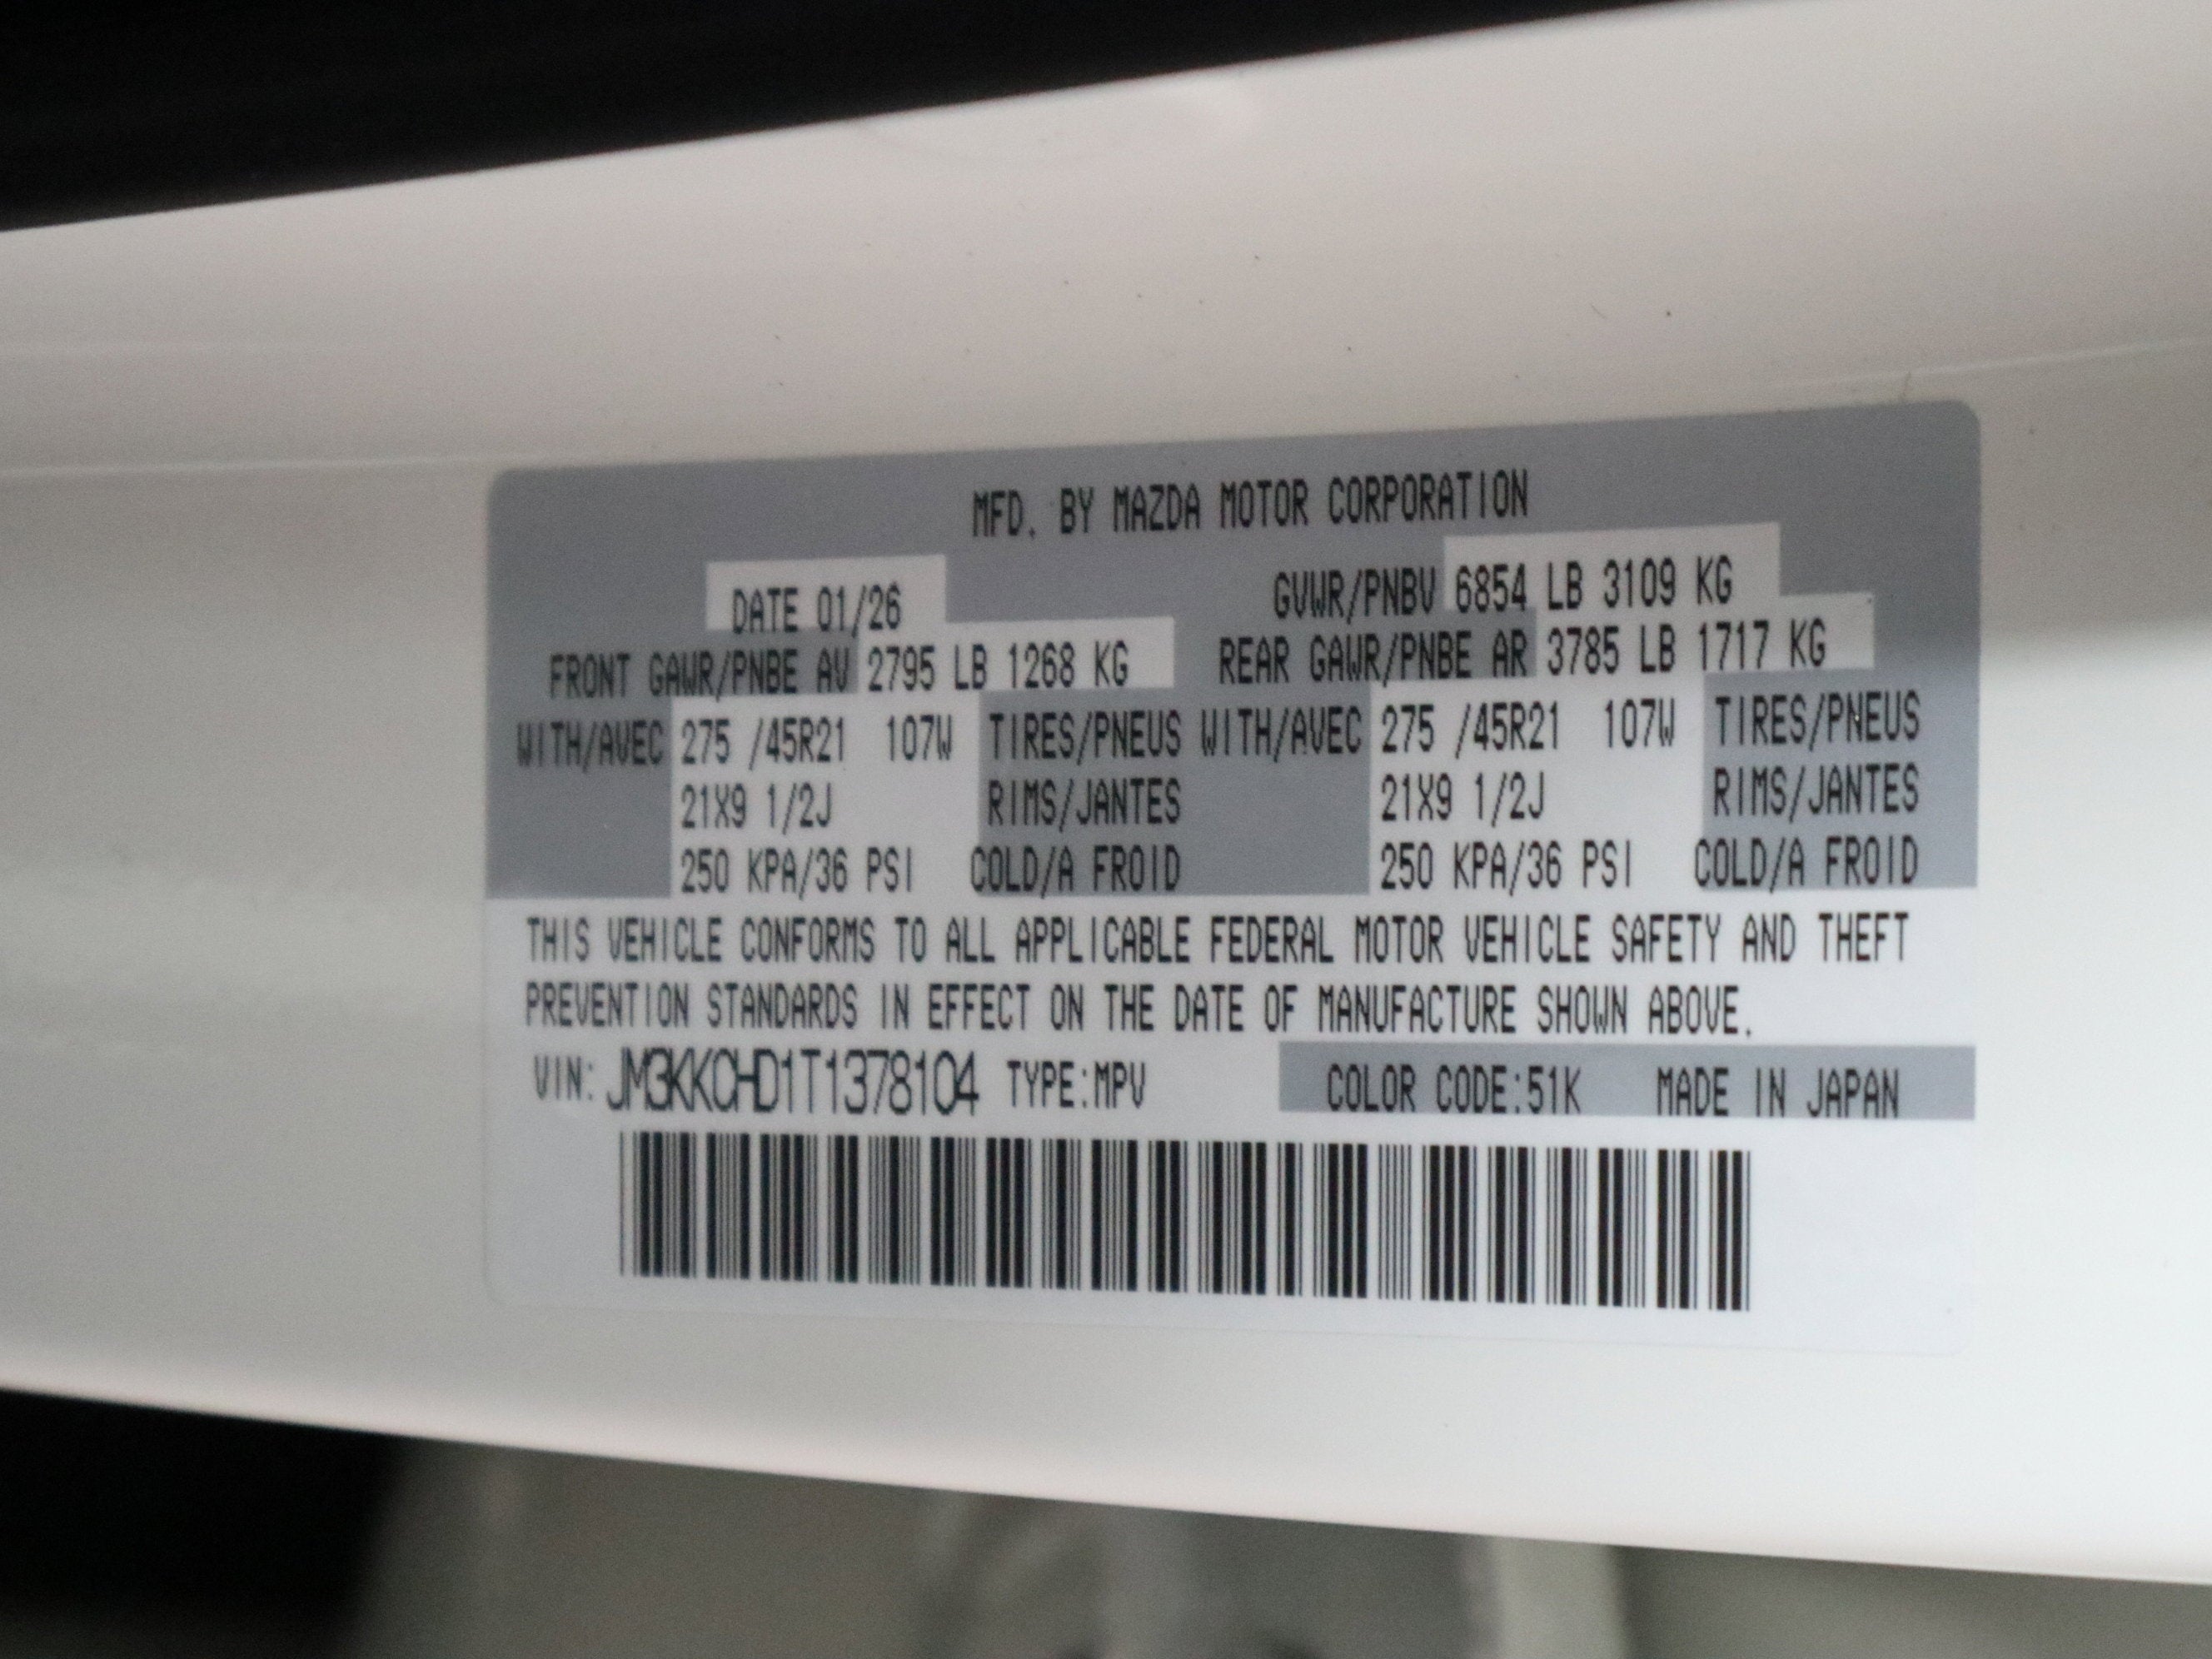 MFD. BY MAZDA MOTOR CORPORATION
DATE 01/26 GVWR/PNBV 6854 LB 3109 KG
FRONT GAWR/PNBE AV 2795 LB 1268 KG REAR GAWR/PNBE AR 3785 LB 1717 KG
WITH/AVEC 275 /45R21 107W TIRES/PNEUS WITH/AVEC 275 /45R21 107W TIRES/PNEUS
21X9 1/2J RIMS/JANTES 21X9 1/2J RIMS/JANTES
250 KPA/36 PSI COLD/A FROID 250 KPA/36 PSI COLD/A FROID
THIS VEHICLE CONFORMS TO ALL APPLICABLE FEDERAL MOTOR VEHICLE SAFETY AND THEFT
PREVENTION STANDARDS IN EFFECT ON THE DATE OF MANUFACTURE SHOWN ABOVE.
VIN: JM3KKCHD1T1378104 TYPE:MPV COLOR CODE:51K MADE IN JAPAN